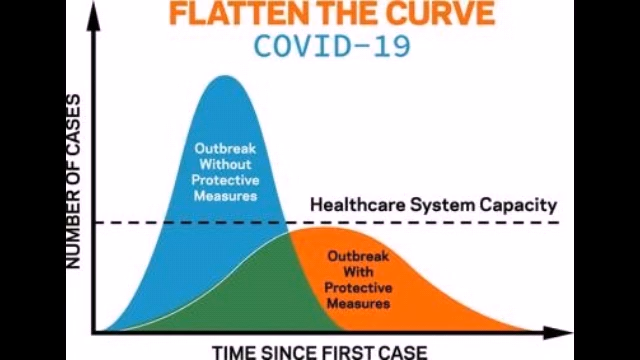 FLATTEN THE CURVE
COVID-19
NUMBER OF CASES
Outbreak
Without
Protective
Measures
Healthcare System Capacity
Outbreak
With
Protective
Measures
TIME SINCE FIRST CASE